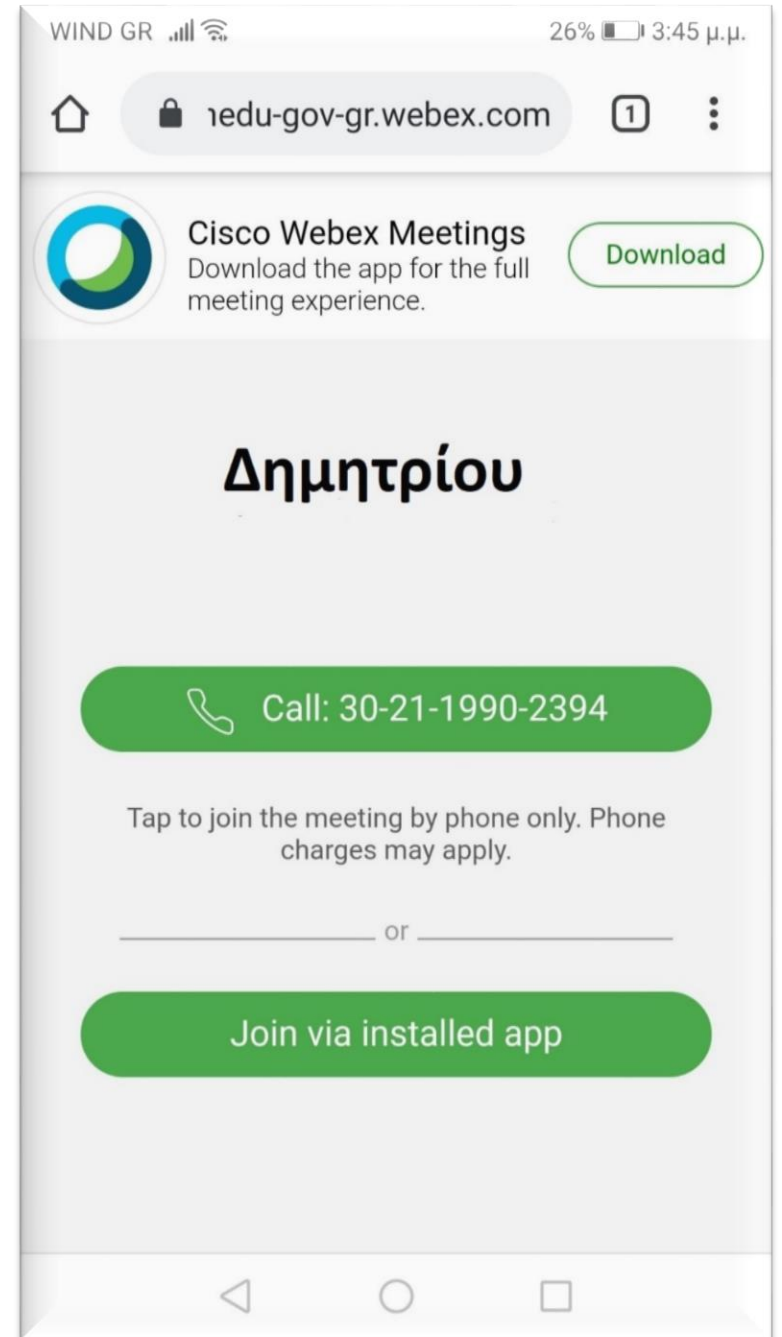 WIND GR 26% 3:45 μ.μ.
nedu-gov-gr.webex.com 1
Cisco Webex Meetings
Download the app for the full
meeting experience.
Download
Δημητρίου
Call: 30-21-1990-2394
Tap to join the meeting by phone only. Phone
charges may apply.
or
Join via installed app